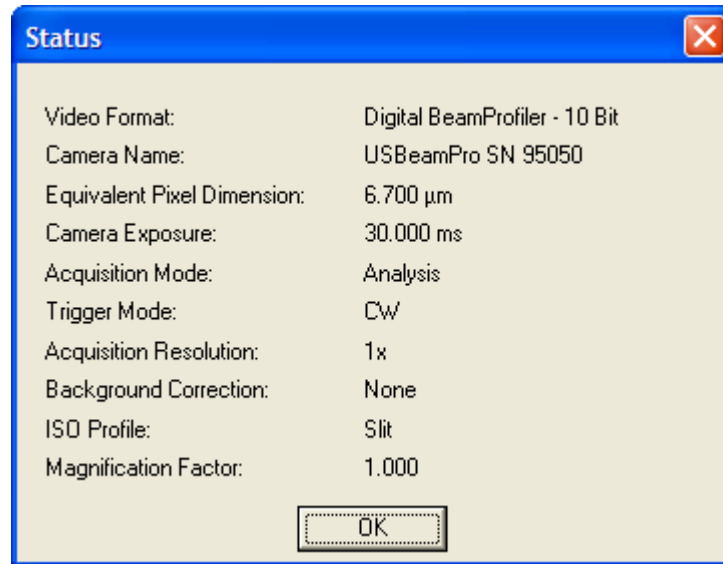 Status
Video Format: Digital BeamProfiler - 10 Bit
Camera Name: USBeamPro SN 95050
Equivalent Pixel Dimension: 6.700 µm
Camera Exposure: 30.000 ms
Acquisition Mode: Analysis
Trigger Mode: CW
Acquisition Resolution: 1x
Background Correction: None
ISO Profile: Slit
Magnification Factor: 1.000
OK